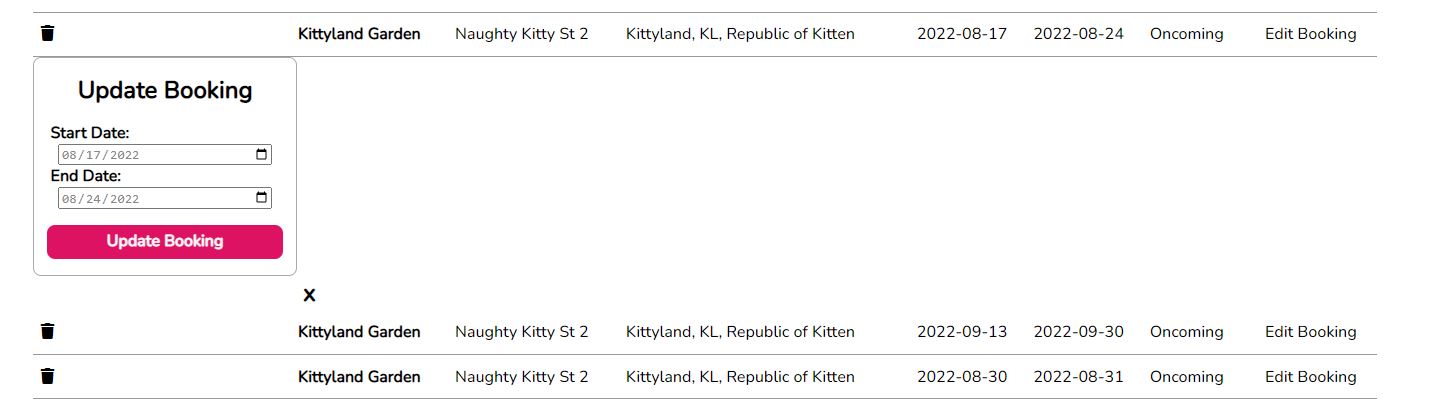 Kittyland Garden Naughty Kitty St 2 Kittyland, KL, Republic of Kitten 2022-08-17 2022-08-24 Oncoming Edit Booking
Update Booking
Start Date:
08/17/2022
End Date:
08/24/2022
Update Booking
X
Kittyland Garden Naughty Kitty St 2 Kittyland, KL, Republic of Kitten 2022-09-13 2022-09-30 Oncoming Edit Booking
Kittyland Garden Naughty Kitty St 2 Kittyland, KL, Republic of Kitten 2022-08-30 2022-08-31 Oncoming Edit Booking